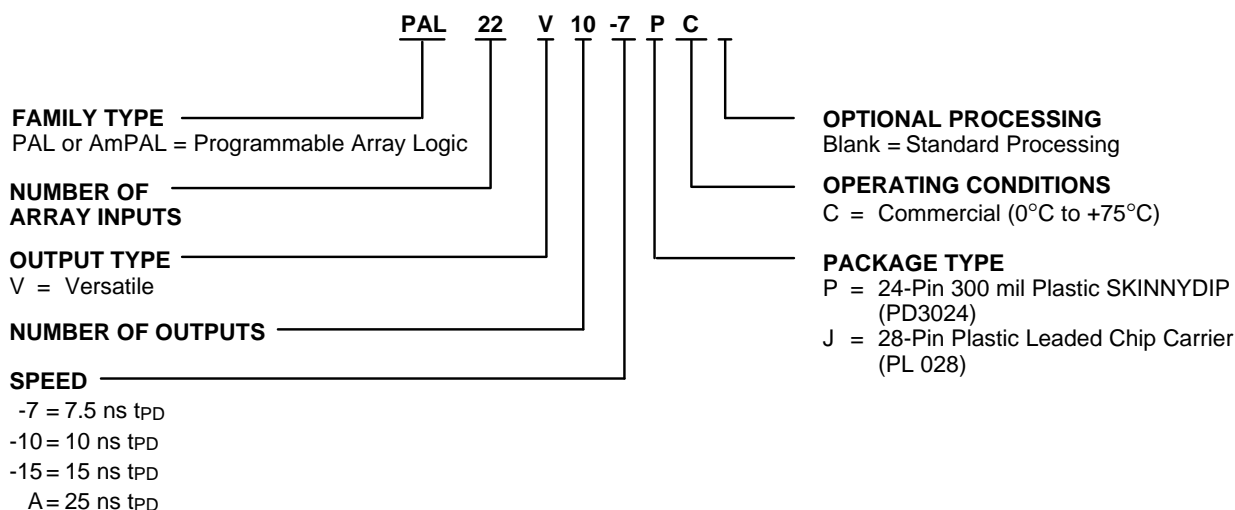 PAL 22 V 10 -7 P C
FAMILY TYPE
PAL or AmPAL = Programmable Array Logic
NUMBER OF
ARRAY INPUTS
OUTPUT TYPE
V = Versatile
NUMBER OF OUTPUTS
SPEED
-7 = 7.5 ns tPD
-10 = 10 ns tPD
-15 = 15 ns tPD
A = 25 ns tPD
OPTIONAL PROCESSING
Blank = Standard Processing
OPERATING CONDITIONS
C = Commercial (0°C to +75°C)
PACKAGE TYPE
P = 24-Pin 300 mil Plastic SKINNYDIP
(PD3024)
J = 28-Pin Plastic Leaded Chip Carrier
(PL 028)